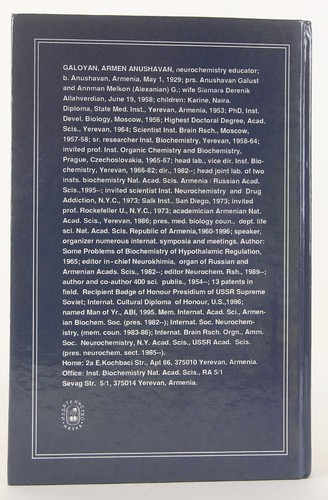 GALOYAN, ARMEN ANUSHAVAN, neurochemistry educator;
b. Anushavan, Armenia, May 1, 1929; prs. Anushavan Galust
and Annman Melkon (Alexanian) G.; wife Siamara Derenik
Allahverdian, June 19, 1958; children: Karine, Naira.
Diploma, State Med. Inst., Yerevan, Armenia, 1953; PhD, Inst.
Devel. Biology, Moscow, 1956; Highest Doctoral Degree, Acad.
Scis., Yerevan, 1964; Scientist Inst. Brain Rsch., Moscow,
1957-58; sr. researcher Inst. Biochemistry, Yerevan, 1958-64;
invited prof. Inst. Organic Chemistry and Biochemistry,
Prague, Czechoslovakia, 1965-67; head lab., vice dir. Inst. Bio-
chemistry, Yerevan, 1966-82; dir., 1982--; head joint lab. of two
insts. biochemistry Nat. Acad. Scis. Armenia / Russian Acad.
Scis.,1995--; invited scientist Inst. Neurochemistry and Drug
Addiction, N.Y.C., 1973; Salk Inst., San Diego, 1973; invited
prof. Rockefeller U., N.Y.C., 1973; academician Armenian Nat.
Acad. Scis., Yerevan, 1986; pres. med. biology coun., dept. life
sci. Nat. Acad. Scis. Republic of Armenia,1960-1996; speaker,
organizer numerous internat. symposia and meetings. Author:
Some Problems of Biochemistry of Hypothalamic Regulation,
1965; editor in-chief Neurokhimia, organ of Russian and
Armenian Acads. Scis., 1982--; editor Neurochem. Rsh., 1989--;
author and co-author 400 sci. publs., 1954--; 13 patents in
field. Recipient Badge of Honour Presidium of USSR Supreme
Soviet; Internat. Cultural Diploma of Honour, U.S.,1996;
named Man of Yr., ABI, 1995. Mem. Internat. Acad. Sci., Armen-
ian Biochem. Soc. (pres. 1982--); Internat. Soc. Neurochem-
istry, (mem. coun. 1983-86); Internat. Brain Rsch. Orgn., Amm.
Soc. Neurochemistry, N.Y. Acad. Scis., USSR Acad. Scis.
(pres. neurochem. sect. 1985--).
Home: 2a E.Kochbaci Str., Apt 66, 375010 Yerevan, Armenia.
Office: Inst. Biochemistry Nat. Acad. Scis., RA 5/1
Sevag Str. 5/1, 375014 Yerevan, Armenia.